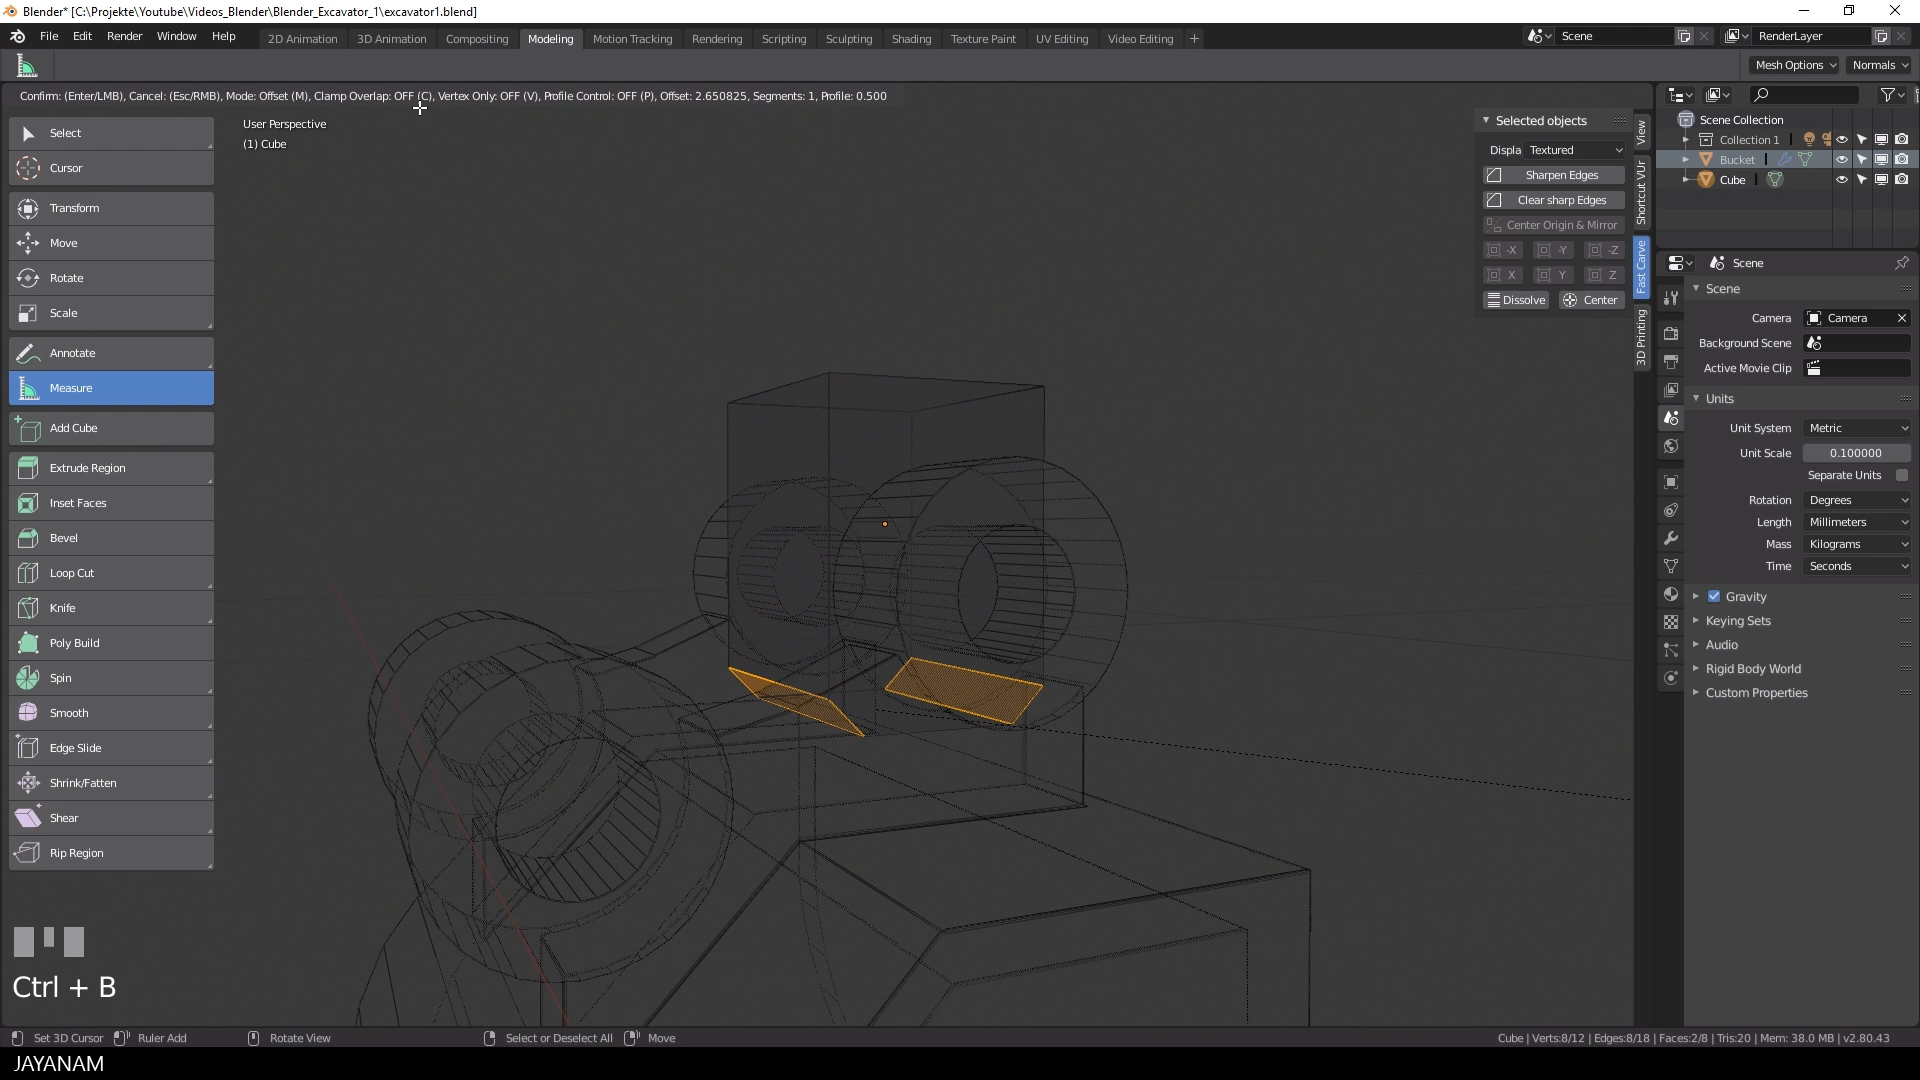 Blender* [C:\Projekte\Youtube\Videos_Blender\Blender_Excavator_1\excavator1.blend]
File Edit Render Window Help 2D Animation 3D Animation Compositing Modeling Motion Tracking Rendering Scripting Sculpting Shading Texture Paint UV Editing Video Editing + Scene RenderLayer
Mesh Options Normals
Confirm: (Enter/LMB), Cancel: (Esc/RMB), Mode: Offset (M), Clamp Overlap: OFF (C), Vertex Only: OFF (V), Profile Control: OFF (P), Offset: 2.650825, Segments: 1, Profile: 0.500
User Perspective
(1) Cube
Select
Cursor
Transform
Move
Rotate
Scale
Annotate
Measure
Add Cube
Extrude Region
Inset Faces
Bevel
Loop Cut
Knife
Poly Build
Spin
Smooth
Edge Slide
Shrink/Fatten
Shear
Rip Region
Selected objects
Displa Textured
Sharpen Edges
Clear sharp Edges
Center Origin & Mirror
-X -Y -Z
X Y Z
Dissolve Center
View
Shortcut VUr
Fast Carve
3D Printing
Scene Collection
Collection 1
Bucket
Cube
Scene
Scene
Camera Camera
Background Scene
Active Movie Clip
Units
Unit System Metric
Unit Scale 0.100000
Separate Units
Rotation Degrees
Length Millimeters
Mass Kilograms
Time Seconds
Gravity
Keying Sets
Audio
Rigid Body World
Custom Properties
Ctrl + B
Set 3D Cursor Ruler Add Rotate View Select or Deselect All Move Cube | Verts:8/12 | Edges:8/18 | Faces:2/8 | Tris:20 | Mem: 38.0 MB | v2.80.43
JAYANAM